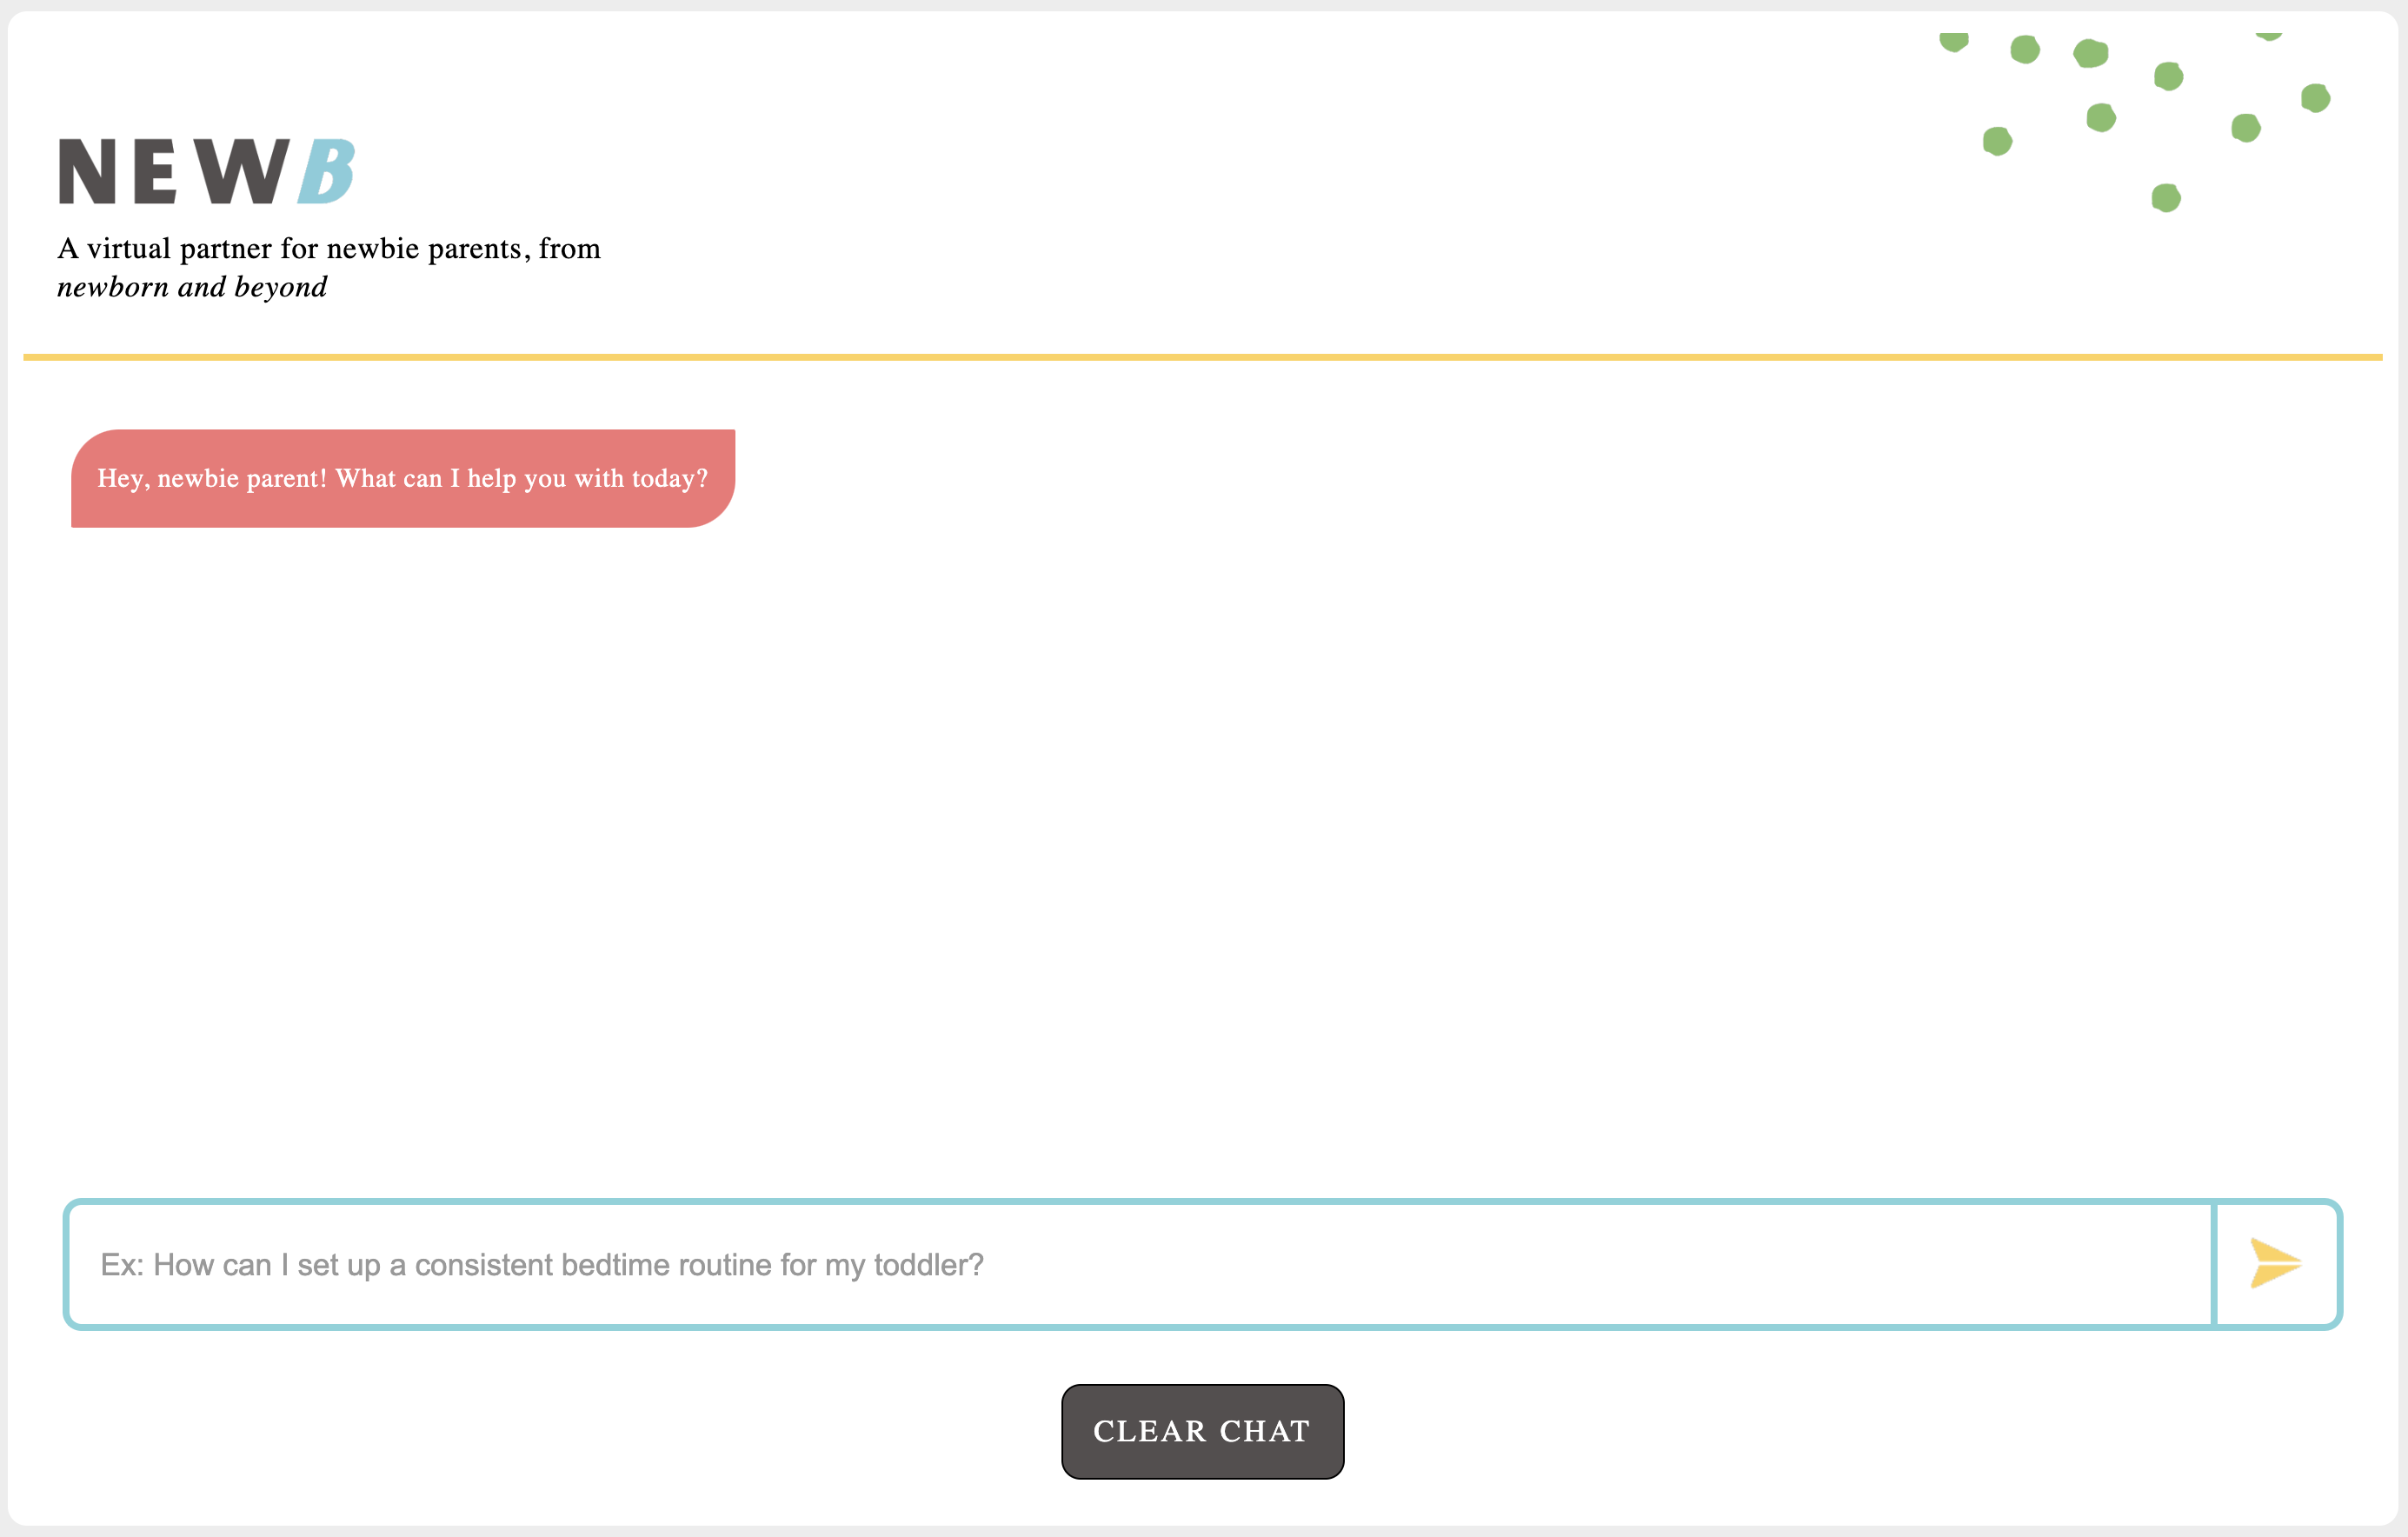 NEWB
A virtual partner for newbie parents, from
newborn and beyond
Hey, newbie parent! What can I help you with today?
Ex: How can I set up a consistent bedtime routine for my toddler?
CLEAR CHAT